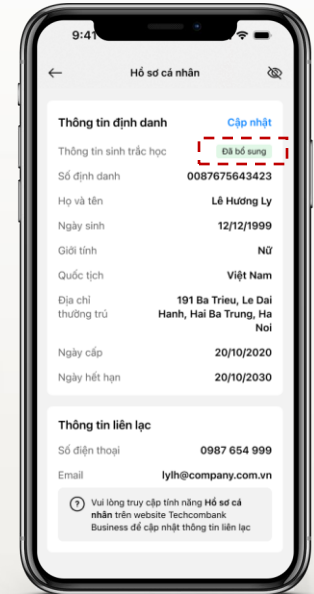 9:41
Hồ sơ cá nhân
Thông tin định danh Cập nhật
Thông tin sinh trắc học Đã bổ sung
Số định danh 0087675643423
Họ và tên Lê Hương Ly
Ngày sinh 12/12/1999
Giới tính Nữ
Quốc tịch Việt Nam
Địa chỉ thường trú 191 Ba Trieu, Le Dai
Hanh, Hai Ba Trung, Ha
Noi
Ngày cấp 20/10/2020
Ngày hết hạn 20/10/2030
Thông tin liên lạc
Số điện thoại 0987 654 999
Email lylh@company.com.vn
Vui lòng truy cập tính năng Hồ sơ cá
nhân trên website Techcombank
Business để cập nhật thông tin liên lạc